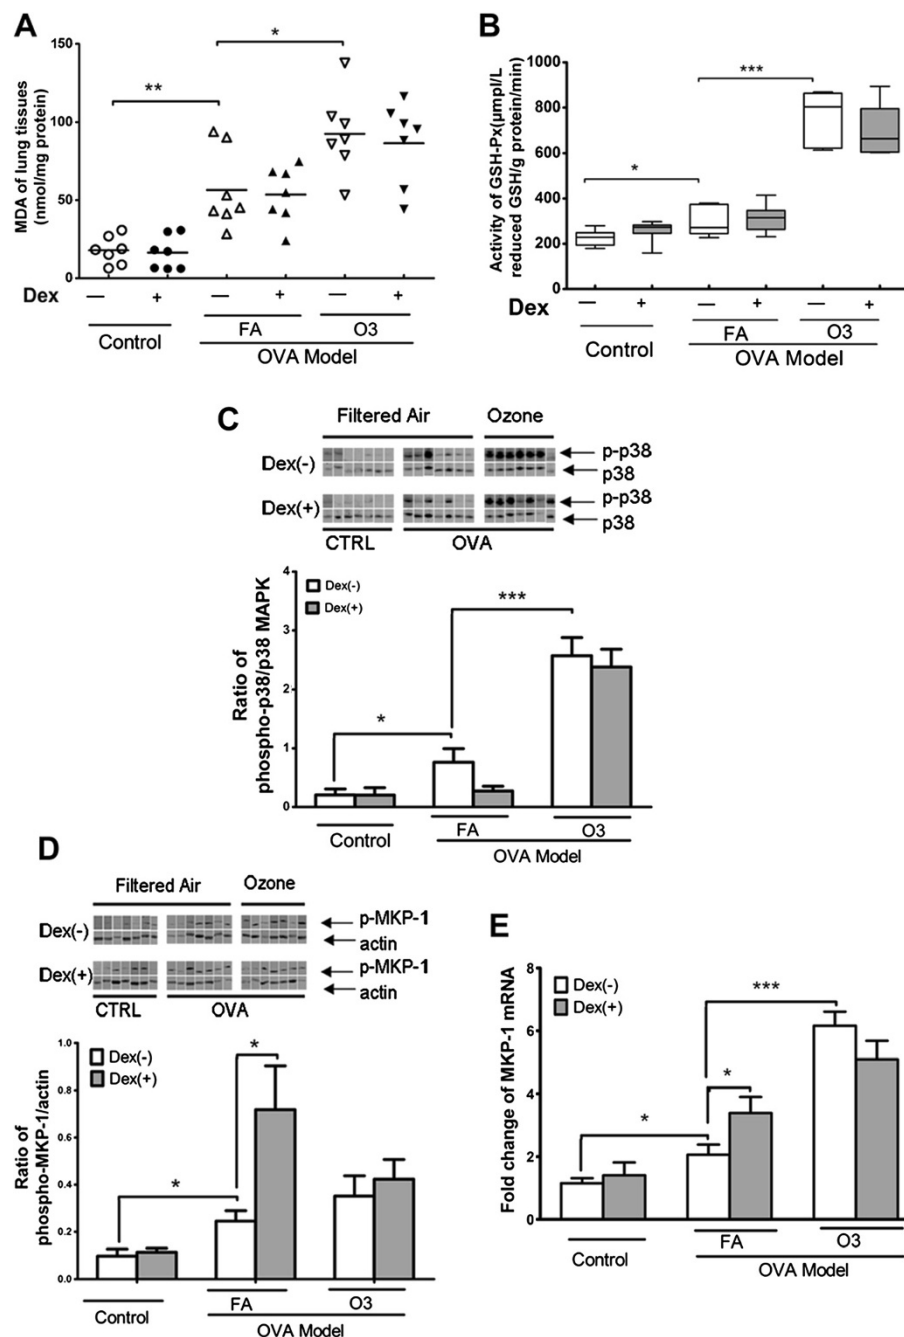 A
*
**
MDA of lung tissues
(nmol/mg protein)
150
100
50
0
Dex — + — + — +
FA O3
Control
OVA Model
B
***
*
Activity of GSH-Px(µmpl/L
reduced GSH/g protein/min)
1000
800
600
400
200
0
Dex — + — + — +
FA O3
Control
OVA Model
C
Filtered Air Ozone
Dex(-) p-p38
p38
Dex(+) p-p38
p38
CTRL OVA
Ratio of
phospho-p38/p38 MAPK
4
3
2
1
0
Dex(-)
Dex(+)
***
*
FA O3
Control
OVA Model
D
Filtered Air Ozone
Dex(-) p-MKP-1
actin
Dex(+) p-MKP-1
actin
CTRL OVA
Ratio of
phospho-MKP-1/actin
1.0
0.8
0.6
0.4
0.2
0.0
Dex(-)
Dex(+)
*
*
FA O3
Control
OVA Model
E
Fold change of MKP-1 mRNA
8
6
4
2
0
Dex(-)
Dex(+)
***
*
*
FA O3
Control
OVA Model